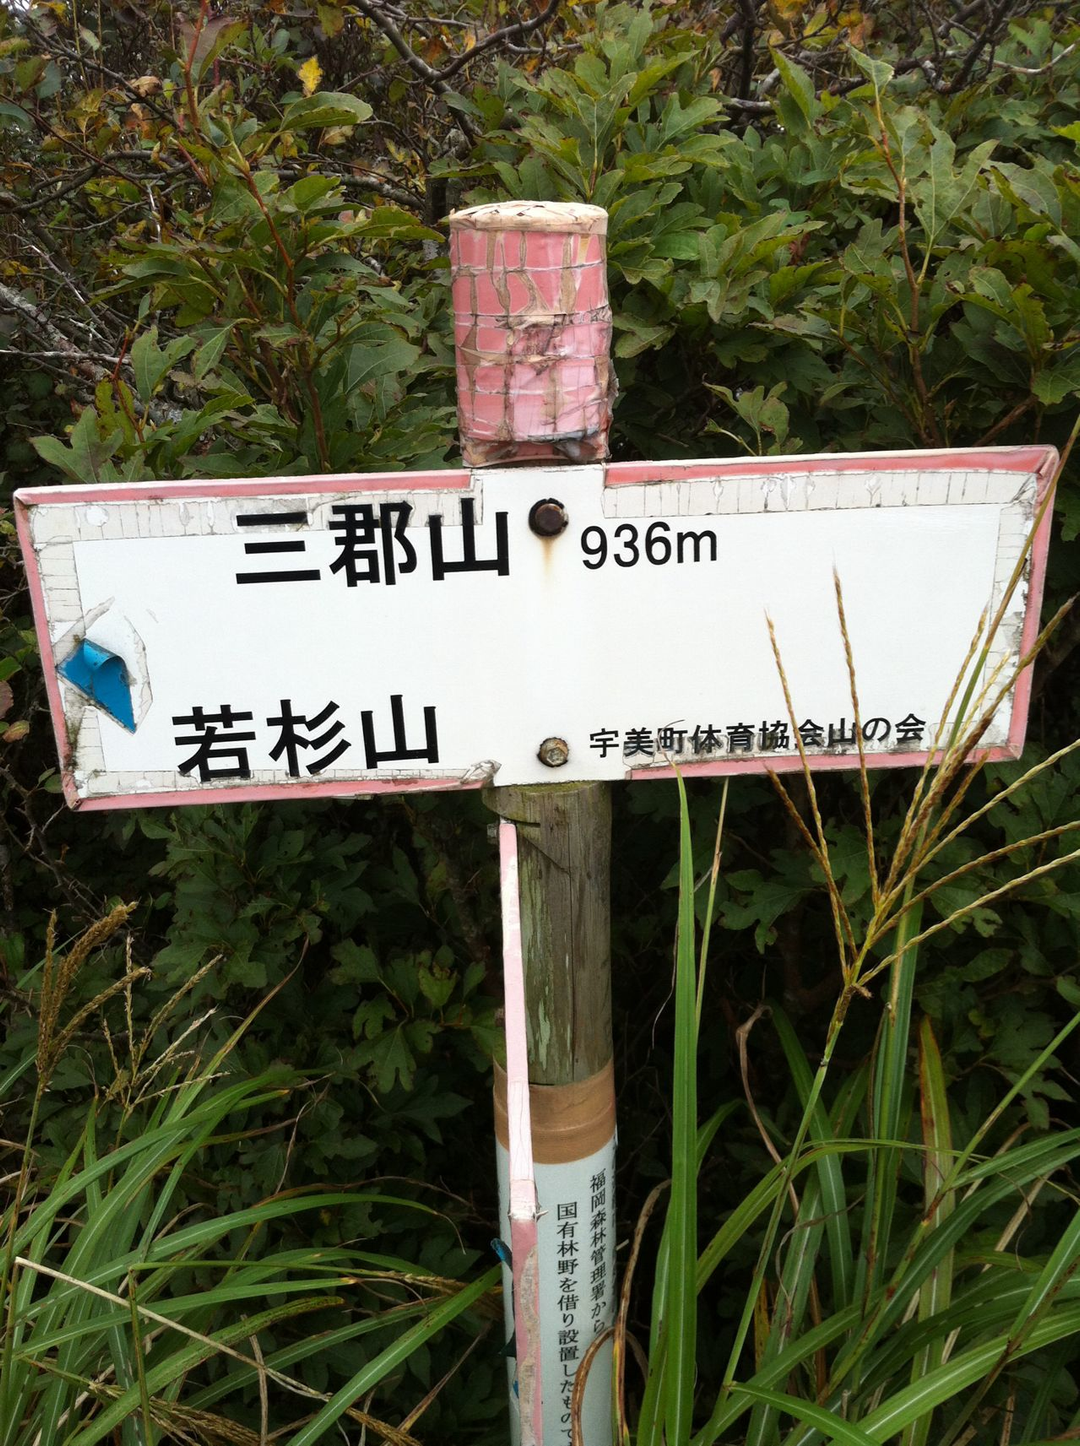 三郡山 936m
若杉山
宇美町体育協会山の会
福岡森林管理署から
国有林野を借り設置したもので